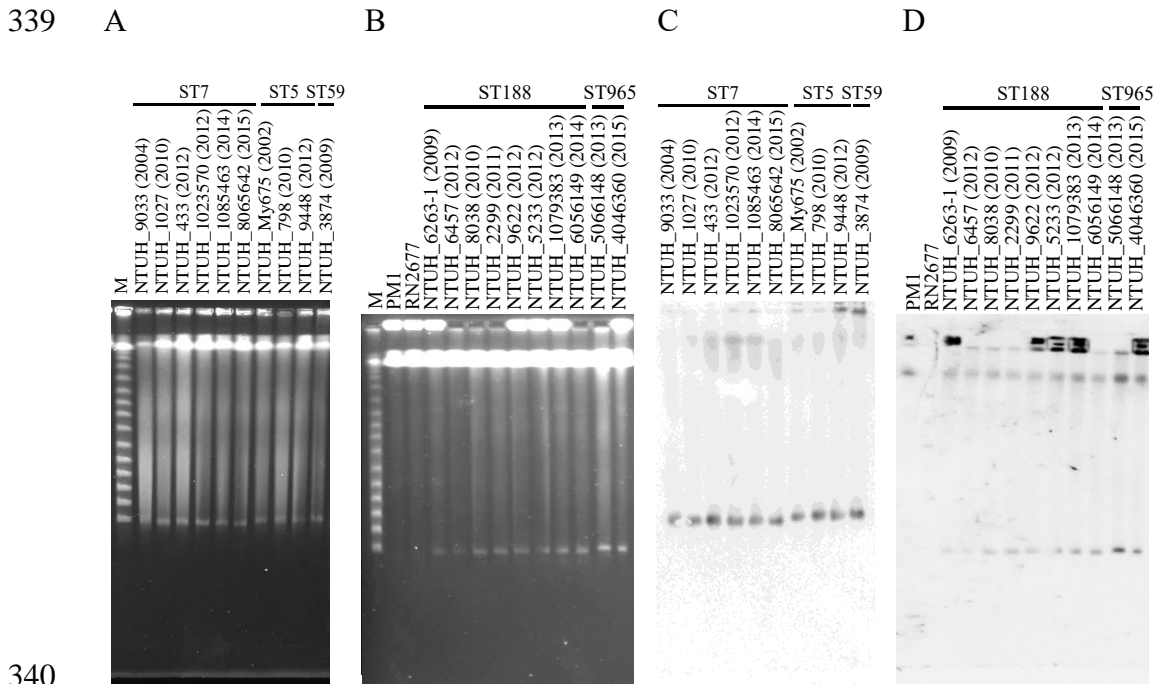 339 A B C D
ST7 ST5 ST59
M
NTUH_9033 (2004)
NTUH_1027 (2010)
NTUH_433 (2012)
NTUH_1023570 (2012)
NTUH_1085463 (2014)
NTUH_8065642 (2015)
NTUH_My675 (2002)
NTUH_798 (2010)
NTUH_9448 (2012)
NTUH_3874 (2009)
ST188 ST965
M
PM1
RN2677
NTUH_6263-1 (2009)
NTUH_6457 (2012)
NTUH_8038 (2010)
NTUH_2299 (2011)
NTUH_9622 (2012)
NTUH_5233 (2012)
NTUH_1079383 (2013)
NTUH_6056149 (2014)
NTUH_5066148 (2013)
NTUH_4046360 (2015)
ST7 ST5 ST59
NTUH_9033 (2004)
NTUH_1027 (2010)
NTUH_433 (2012)
NTUH_1023570 (2012)
NTUH_1085463 (2014)
NTUH_8065642 (2015)
NTUH_My675 (2002)
NTUH_798 (2010)
NTUH_9448 (2012)
NTUH_3874 (2009)
ST188 ST965
PM1
RN2677
NTUH_6263-1 (2009)
NTUH_6457 (2012)
NTUH_8038 (2010)
NTUH_2299 (2011)
NTUH_9622 (2012)
NTUH_5233 (2012)
NTUH_1079383 (2013)
NTUH_6056149 (2014)
NTUH_5066148 (2013)
NTUH_4046360 (2015)
340